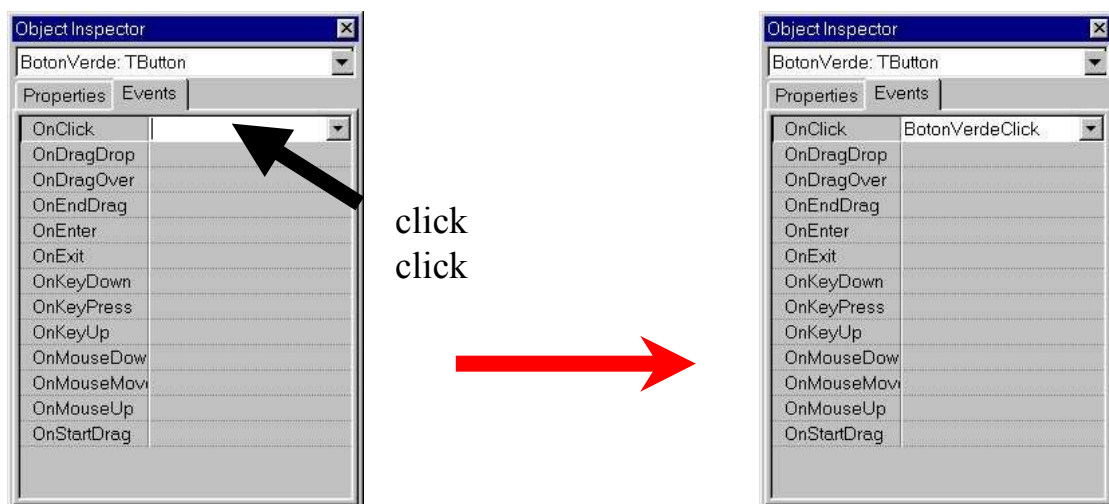 Object Inspector
BotonVerde: TButton
Properties Events
OnClick
OnDragDrop
OnDragOver
OnEndDrag
OnEnter
OnExit
OnKeyDown
OnKeyPress
OnKeyUp
OnMouseDow
OnMouseMov
OnMouseUp
OnStartDrag
click
click
Object Inspector
BotonVerde: TButton
Properties Events
OnClick BotonVerdeClick
OnDragDrop
OnDragOver
OnEndDrag
OnEnter
OnExit
OnKeyDown
OnKeyPress
OnKeyUp
OnMouseDow
OnMouseMov
OnMouseUp
OnStartDrag